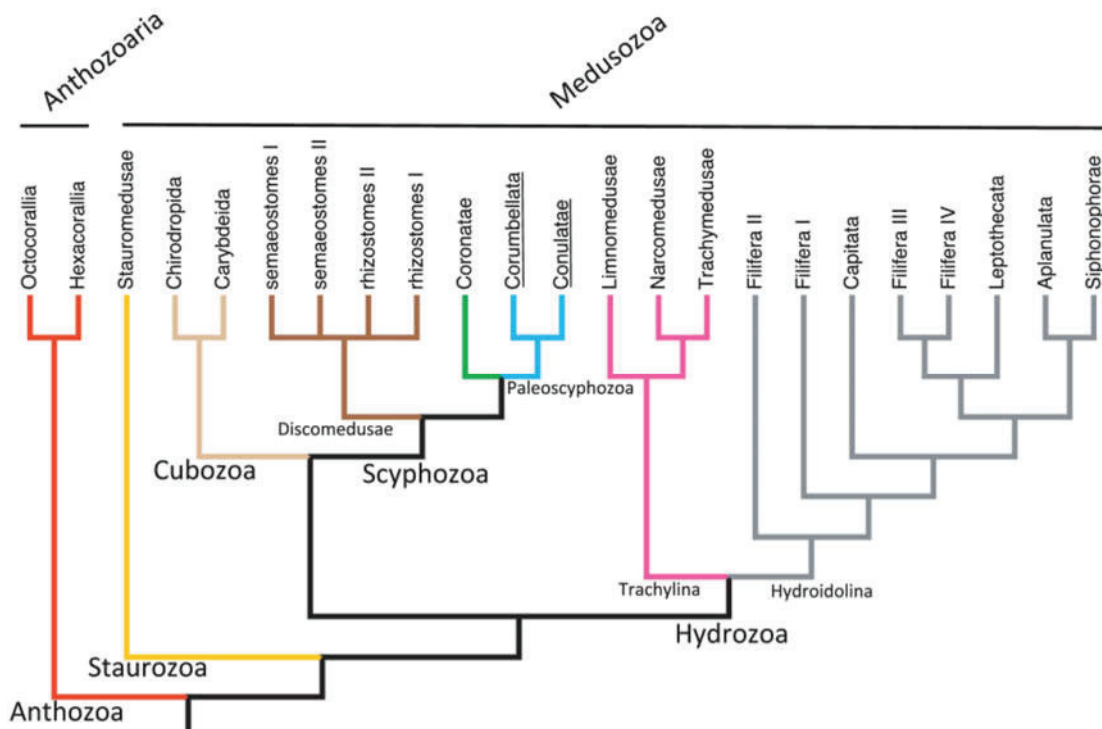 Anthozoaria
Medusozoa
Octocorallia
Hexacorallia
Stauromedusae
Chirodropida
Carybdeida
semaeostomes I
semaeostomes II
rhizostomes II
rhizostomes I
Coronatae
Corumbellata
Conulatae
Limnomedusae
Narcomedusae
Trachymedusae
Filifera II
Filifera I
Capitata
Filifera III
Filifera IV
Leptothecata
Aplanulata
Siphonophorae
Paleoscyphozoa
Discomedusae
Cubozoa
Scyphozoa
Trachylina
Hydroidolina
Hydrozoa
Staurozoa
Anthozoa